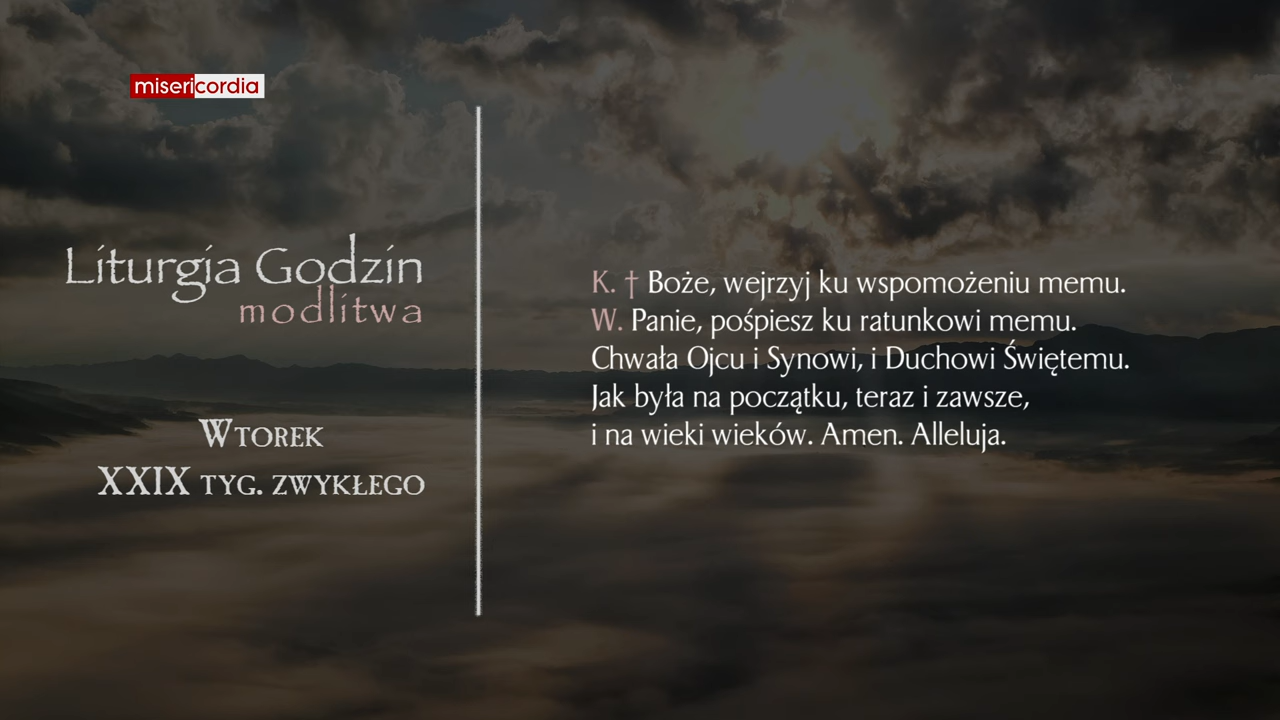 misericordia
Liturgia Godzin
modlitwa
Wtorek
XXIX tyg. zwykłego
K. † Boże, wejrzyj ku wspomożeniu memu.
W. Panie, pośpiesz ku ratunkowi memu.
Chwała Ojcu i Synowi, i Duchowi Świętemu.
Jak była na początku, teraz i zawsze,
i na wieki wieków. Amen. Alleluja.